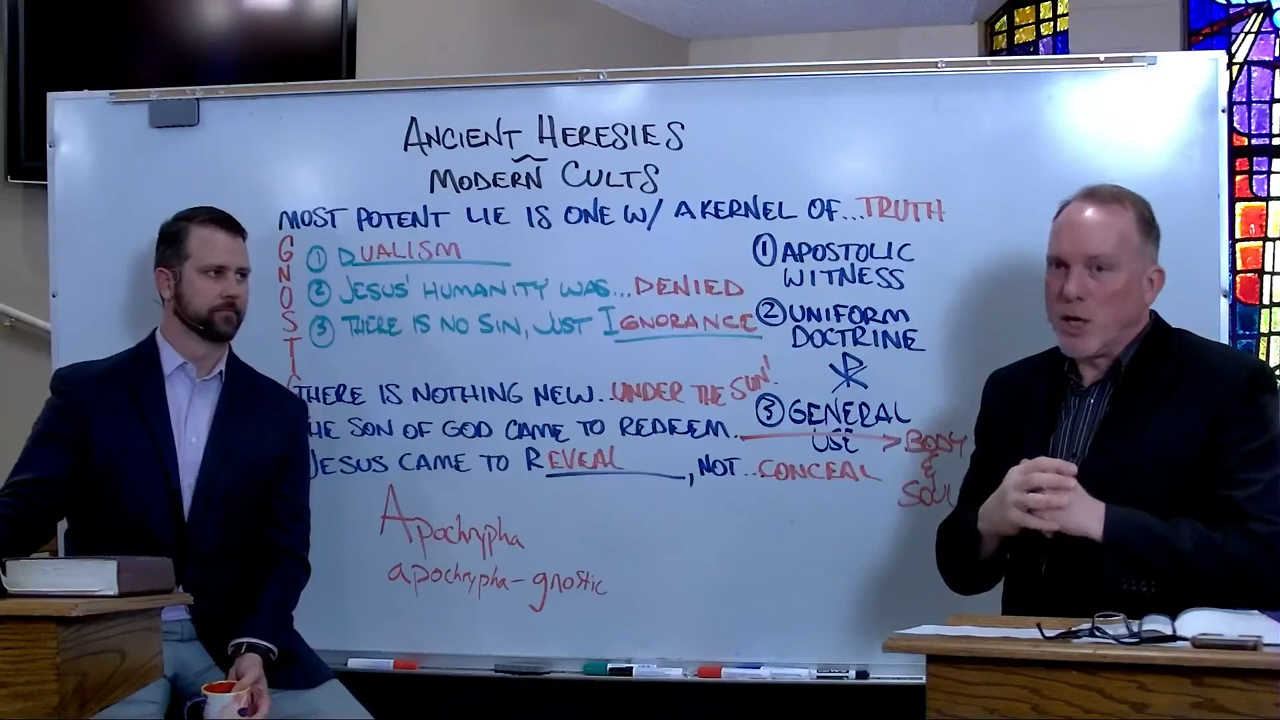 ANCIENT HERESIES
~
MODERN CULTS
MOST POTENT LIE IS ONE W/ A KERNEL OF...TRUTH
GNOSTIC
① DUALISM
② JESUS' HUMANITY WAS...DENIED
③ THERE IS NO SIN, JUST IGNORANCE
① APOSTOLIC
WITNESS
② UNIFORM
DOCTRINE
③ GENERAL
USE
THERE IS NOTHING NEW..UNDER THE SUN!
THE SON OF GOD CAME TO REDEEM...→ BODY
&
SOUL
JESUS CAME TO REVEAL, NOT...CONCEAL
Apochrypha
apochrypha-gnostic